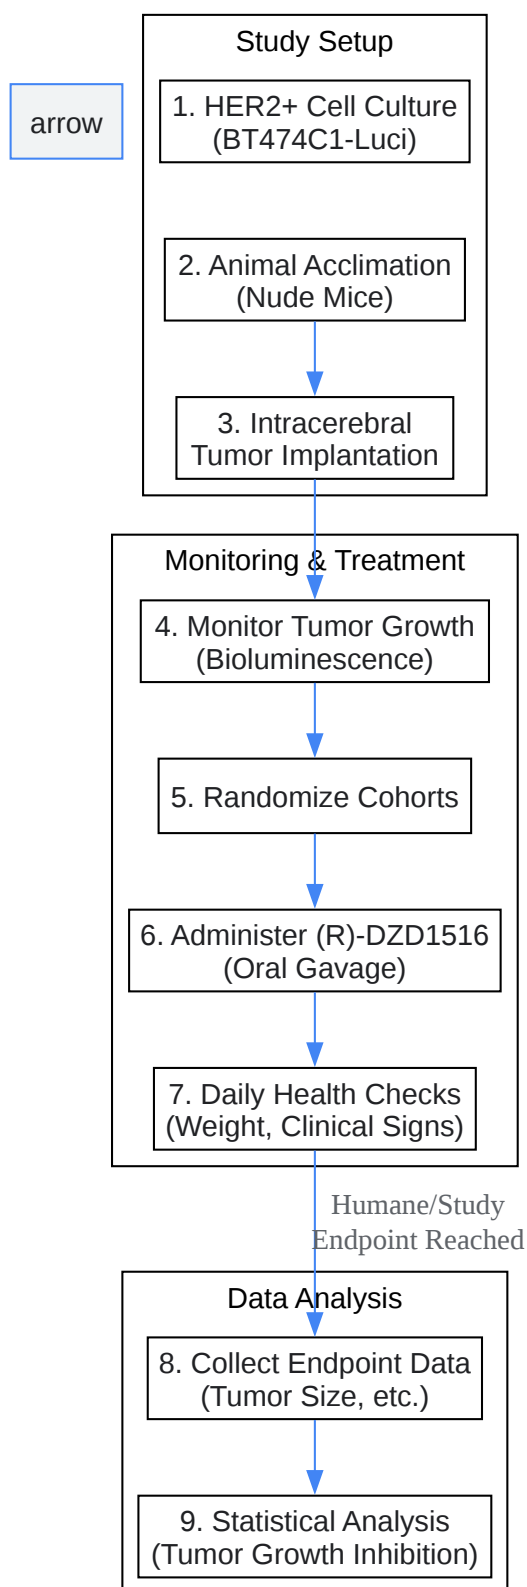 Study Setup
arrow
1. HER2+ Cell Culture
(BT474C1-Luci)
2. Animal Acclimation
(Nude Mice)
3. Intracerebral
Tumor Implantation
Monitoring & Treatment
4. Monitor Tumor Growth
(Bioluminescence)
5. Randomize Cohorts
6. Administer (R)-DZD1516
(Oral Gavage)
7. Daily Health Checks
(Weight, Clinical Signs)
Humane/Study
Endpoint Reached
Data Analysis
8. Collect Endpoint Data
(Tumor Size, etc.)
9. Statistical Analysis
(Tumor Growth Inhibition)